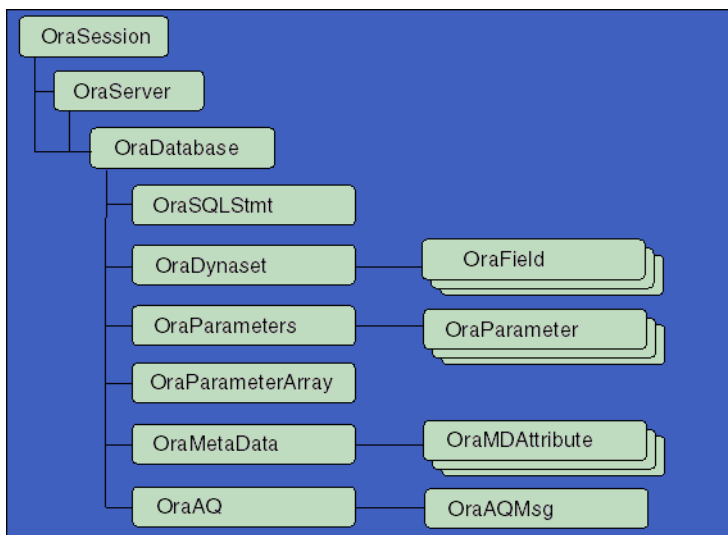 OraSession
OraServer
OraDatabase
OraSQLStmt
OraDynaset
OraField
OraParameters
OraParameter
OraParameterArray
OraMetaData
OraMDAttribute
OraAQ
OraAQMsg